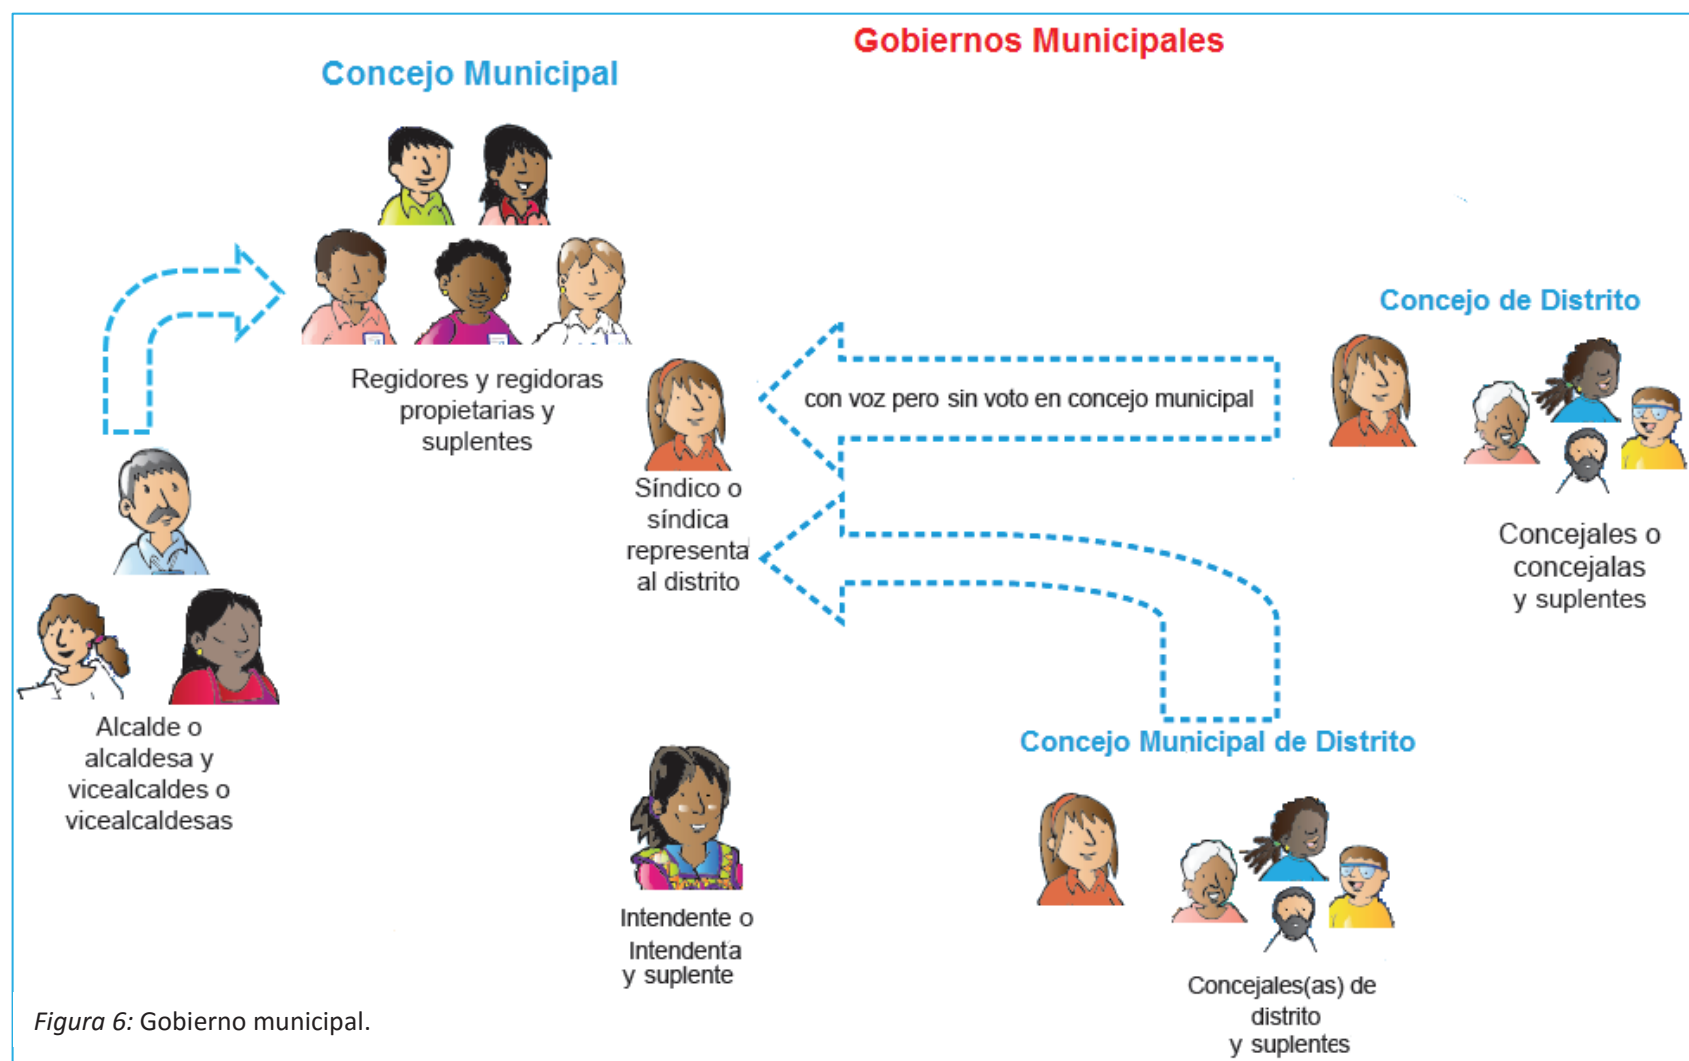 Gobiernos Municipales
Concejo Municipal
Regidores y regidoras
propietarias y
suplentes
Síndico o
síndica
representa
al distrito
con voz pero sin voto en concejo municipal
Concejo de Distrito
Concejales o
concejalas
y suplentes
Alcalde o
alcaldesa y
vicealcaldes o
vicealcaldesas
Intendente o
Intendenta
y suplente
Concejo Municipal de Distrito
Concejales(as) de
distrito
y suplentes
Figura 6: Gobierno municipal.